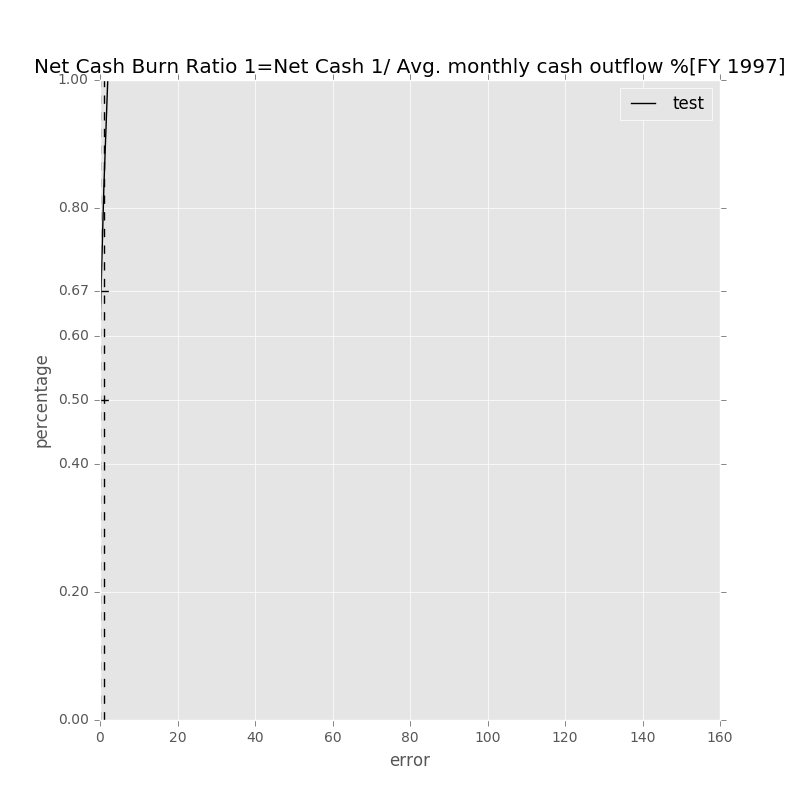 Net Cash Burn Ratio 1=Net Cash 1/ Avg. monthly cash outflow %[FY 1997]
1.00
test
0.80
0.67
0.60
percentage
0.50
0.40
0.20
0.00
0 20 40 60 80 100 120 140 160
error